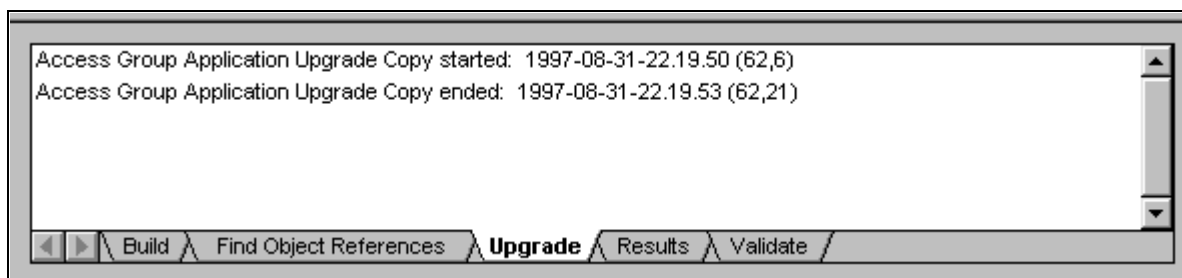 Access Group Application Upgrade Copy started:  1997-08-31-22.19.50 (62,6)
Access Group Application Upgrade Copy ended:  1997-08-31-22.19.53 (62,21)
Build Find Object References Upgrade Results Validate